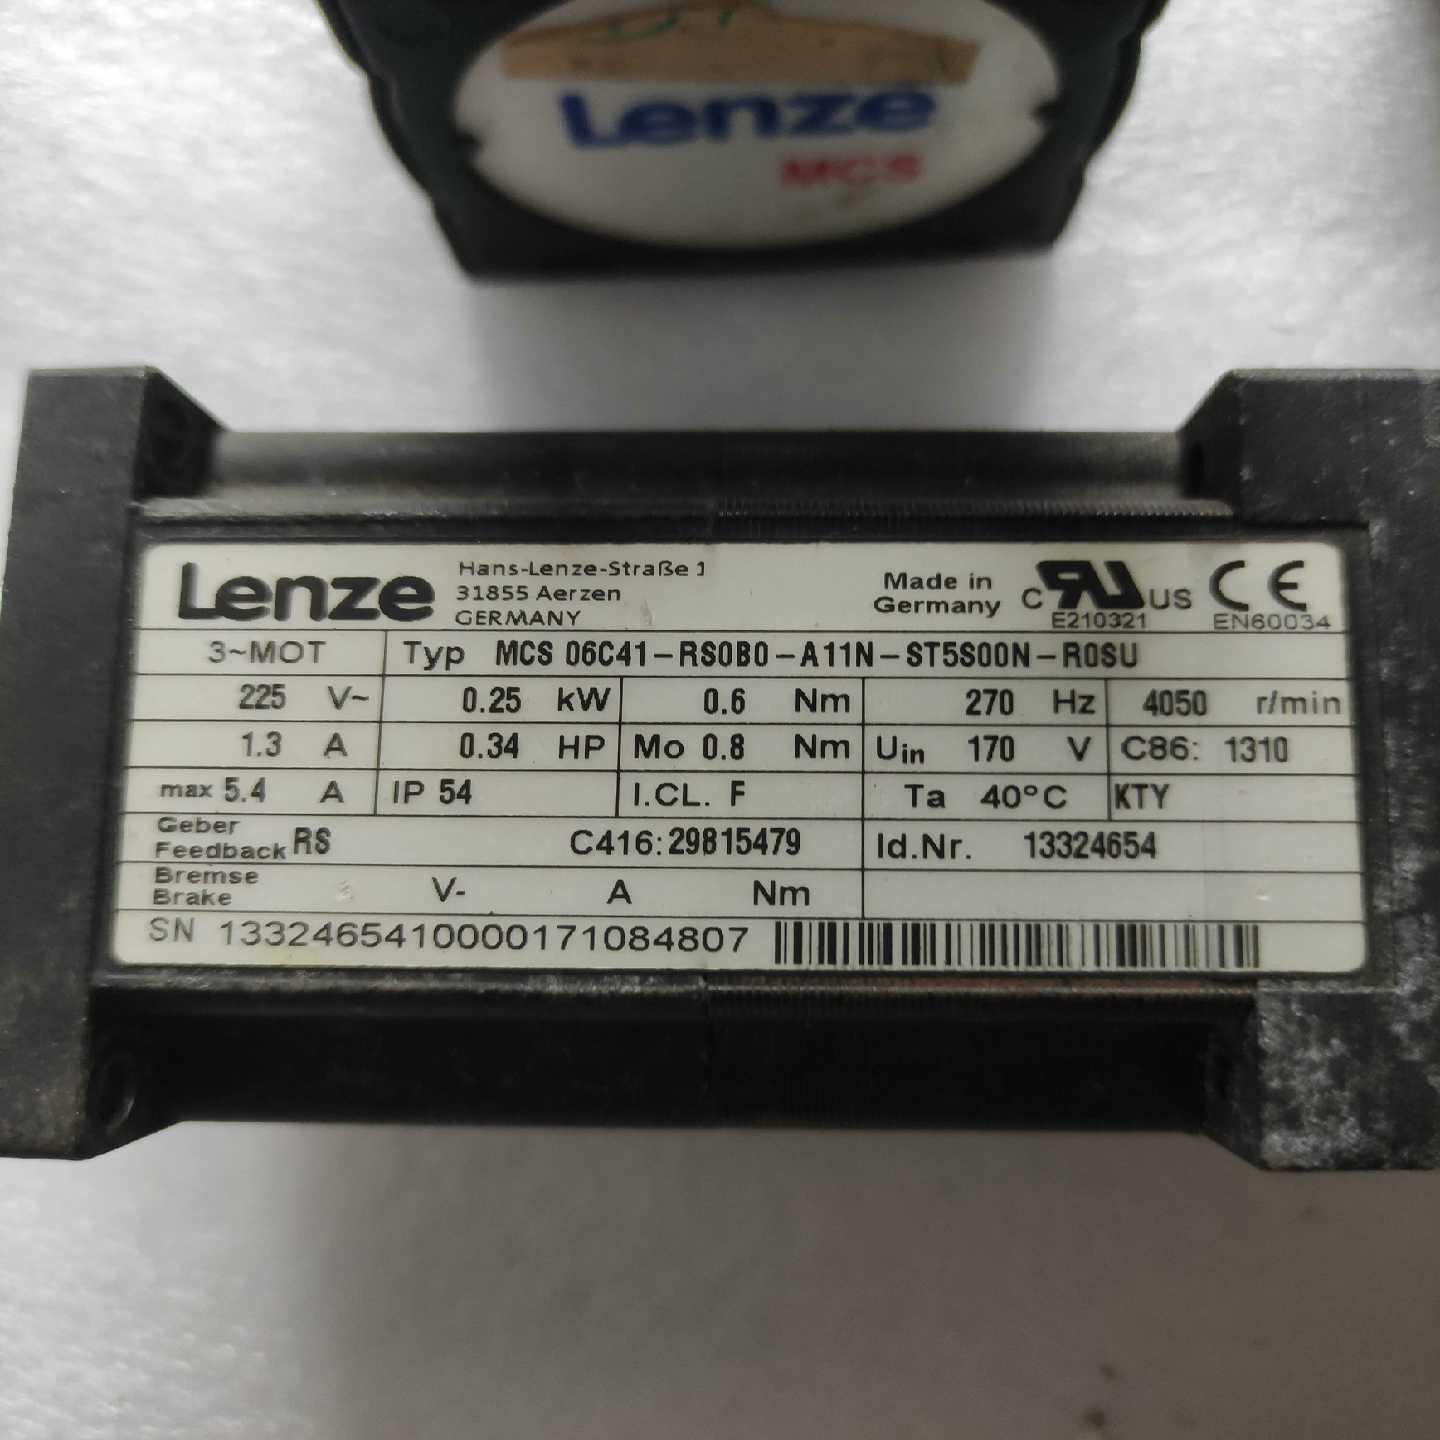 Lenze
MCS
Lenze
Hans-Lenze-Straße 1
31855 Aerzen
GERMANY
Made in
Germany
C UL US
E210321
CE
EN60034
3~MOT Typ MCS 06C41-RS0B0-A11N-ST5S00N-R0SU
225 V~ 0.25 kW 0.6 Nm 270 Hz 4050 r/min
1.3 A 0.34 HP Mo 0.8 Nm Uin 170 V C86: 1310
max 5.4 A IP 54 I.CL. F Ta 40°C KTY
Geber
Feedback RS C416:29815479 Id.Nr. 13324654
Bremse
Brake V- A Nm
SN 1332465410000171084807